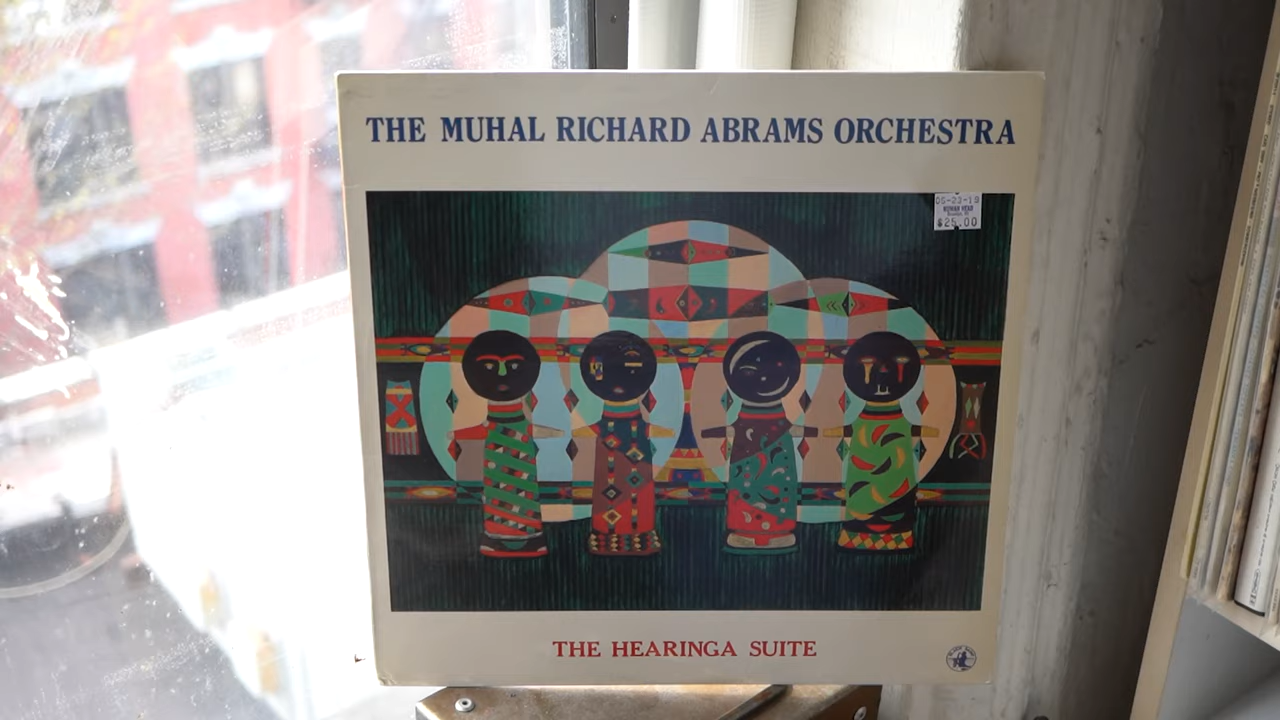 THE MUHAL RICHARD ABRAMS ORCHESTRA
05-23-19
$25.00
THE HEARINGA SUITE